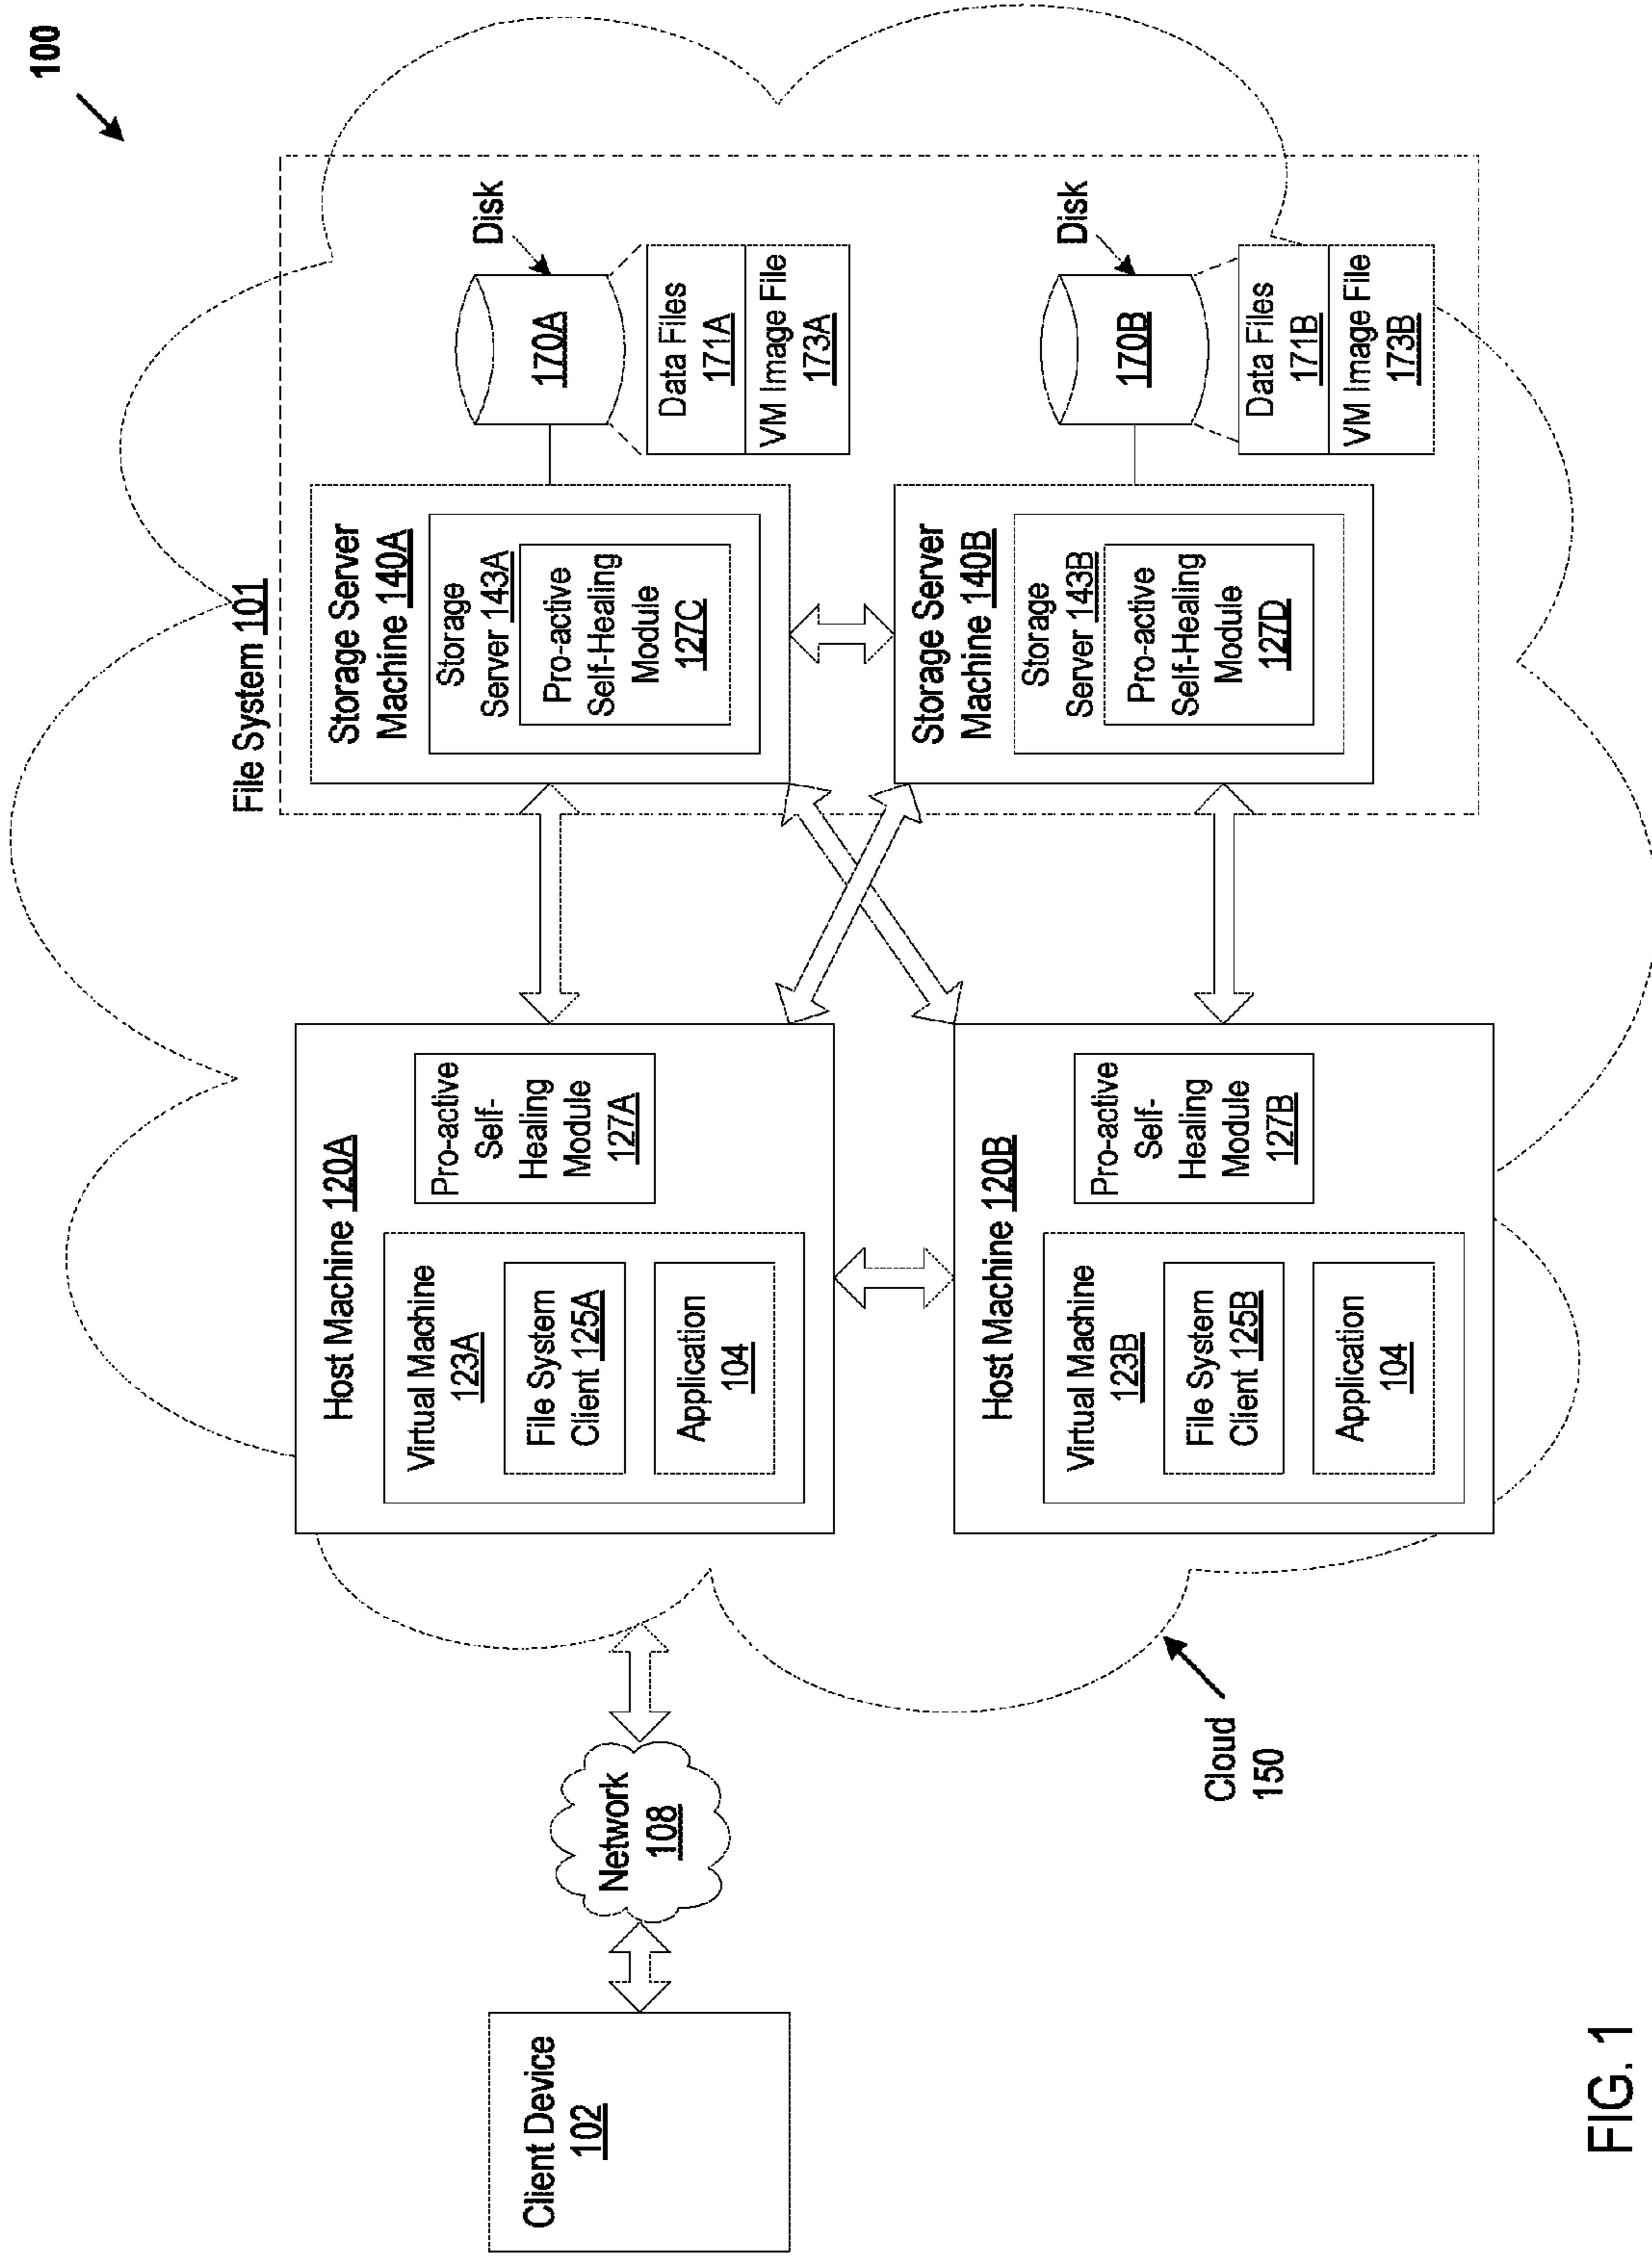 100
File System 101
Client Device
102
Network
108
Cloud
150
Host Machine 120A
Virtual Machine
123A
File System
Client 125A
Application
104
Pro-active
Self-
Healing
Module
127A
Host Machine 120B
Virtual Machine
123B
File System
Client 125B
Application
104
Pro-active
Self-
Healing
Module
127B
Storage Server
Machine 140A
Storage
Server 143A
Pro-active
Self-Healing
Module
127C
Disk
170A
Data Files
171A
VM Image File
173A
Storage Server
Machine 140B
Storage
Server 143B
Pro-active
Self-Healing
Module
127D
Disk
170B
Data Files
171B
VM Image File
173B
FIG. 1